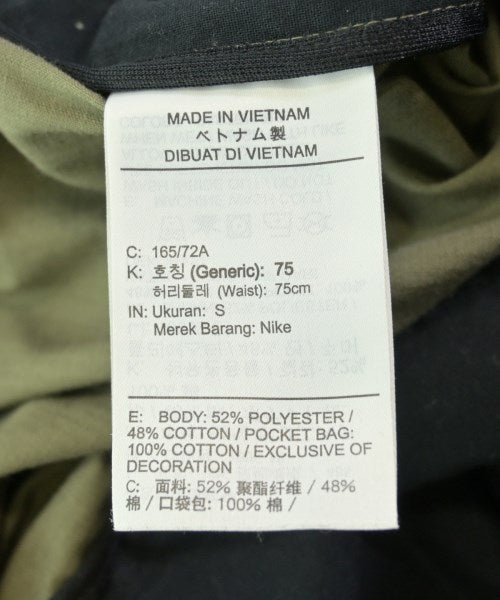 MADE IN VIETNAM
ベトナム製
DIBUAT DI VIETNAM
C: 165/72A
K: 호칭 (Generic): 75
허리둘레 (Waist): 75cm
IN: Ukuran: S
Merek Barang: Nike
E: BODY: 52% POLYESTER /
48% COTTON / POCKET BAG:
100% COTTON / EXCLUSIVE OF
DECORATION
C: 面料: 52% 聚酯纤维 / 48%
棉 / 口袋包: 100% 棉 /